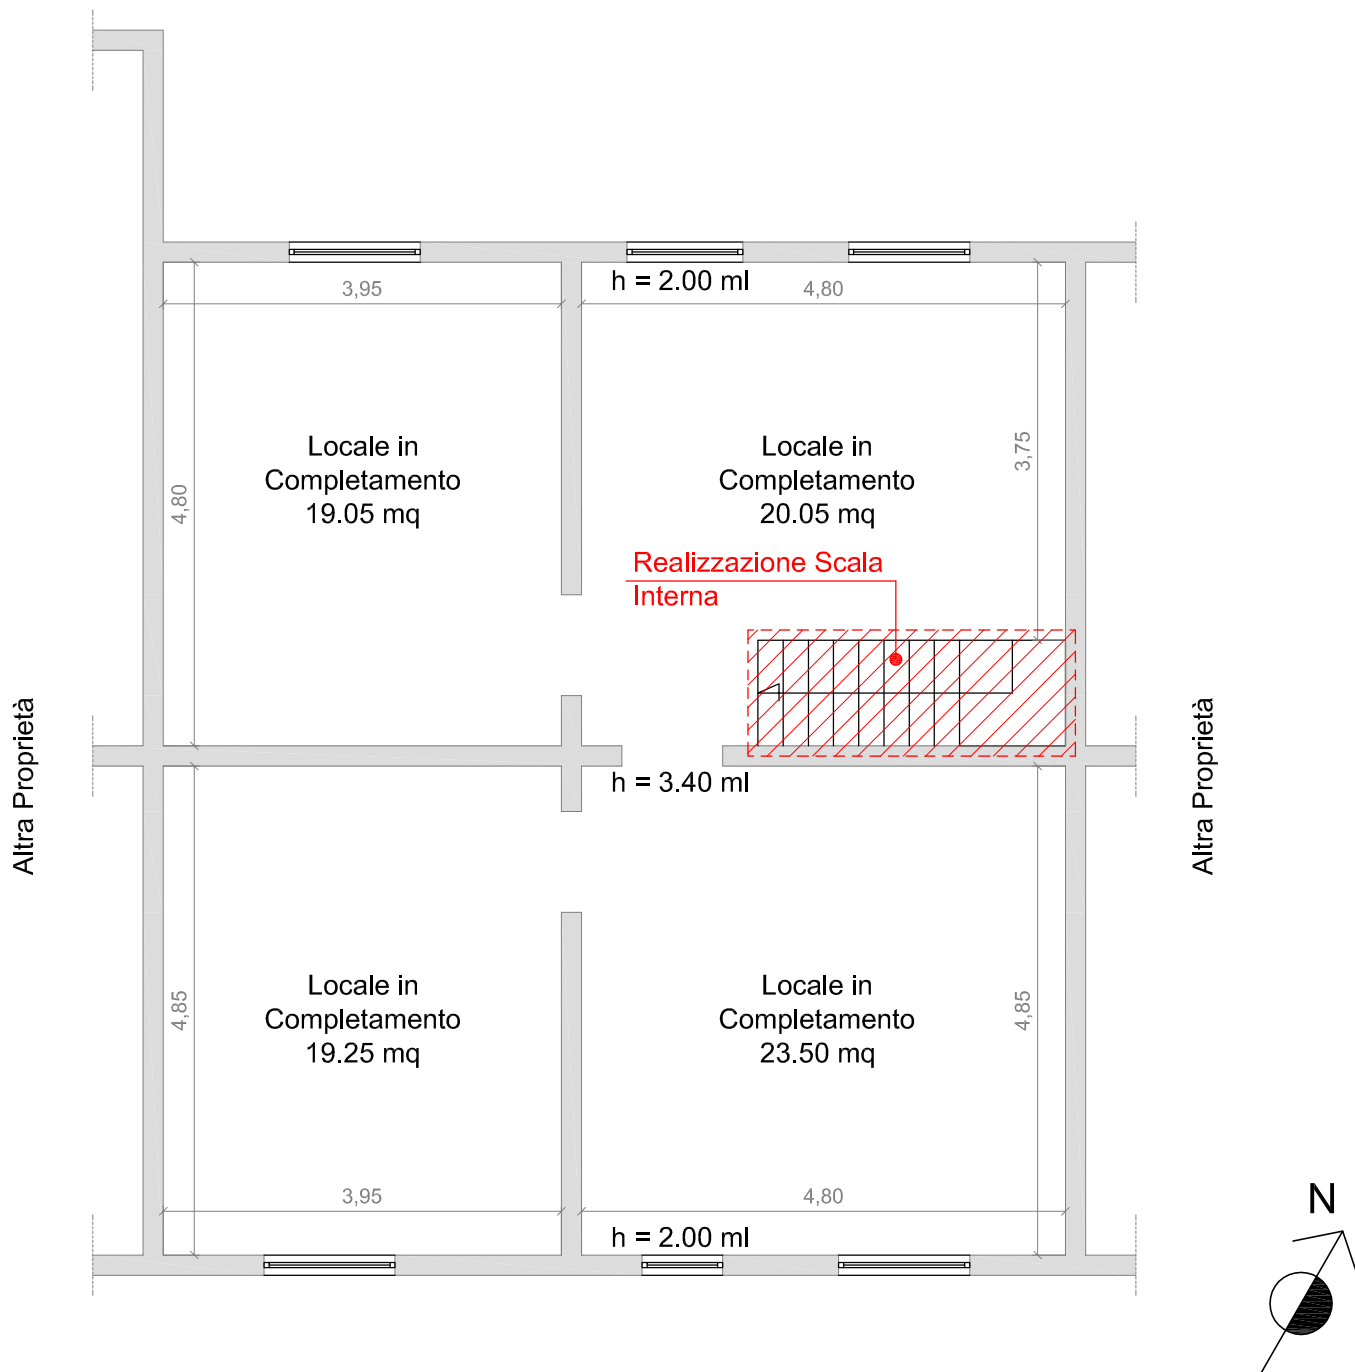 h = 2.00 ml
3,95
4,80
Locale in
Completamento
19.05 mq
4,80
Locale in
Completamento
20.05 mq
3,75
Realizzazione Scala
Interna
Altra Proprietà
Altra Proprietà
h = 3.40 ml
Locale in
Completamento
19.25 mq
4,85
Locale in
Completamento
23.50 mq
4,85
3,95
4,80
h = 2.00 ml
N